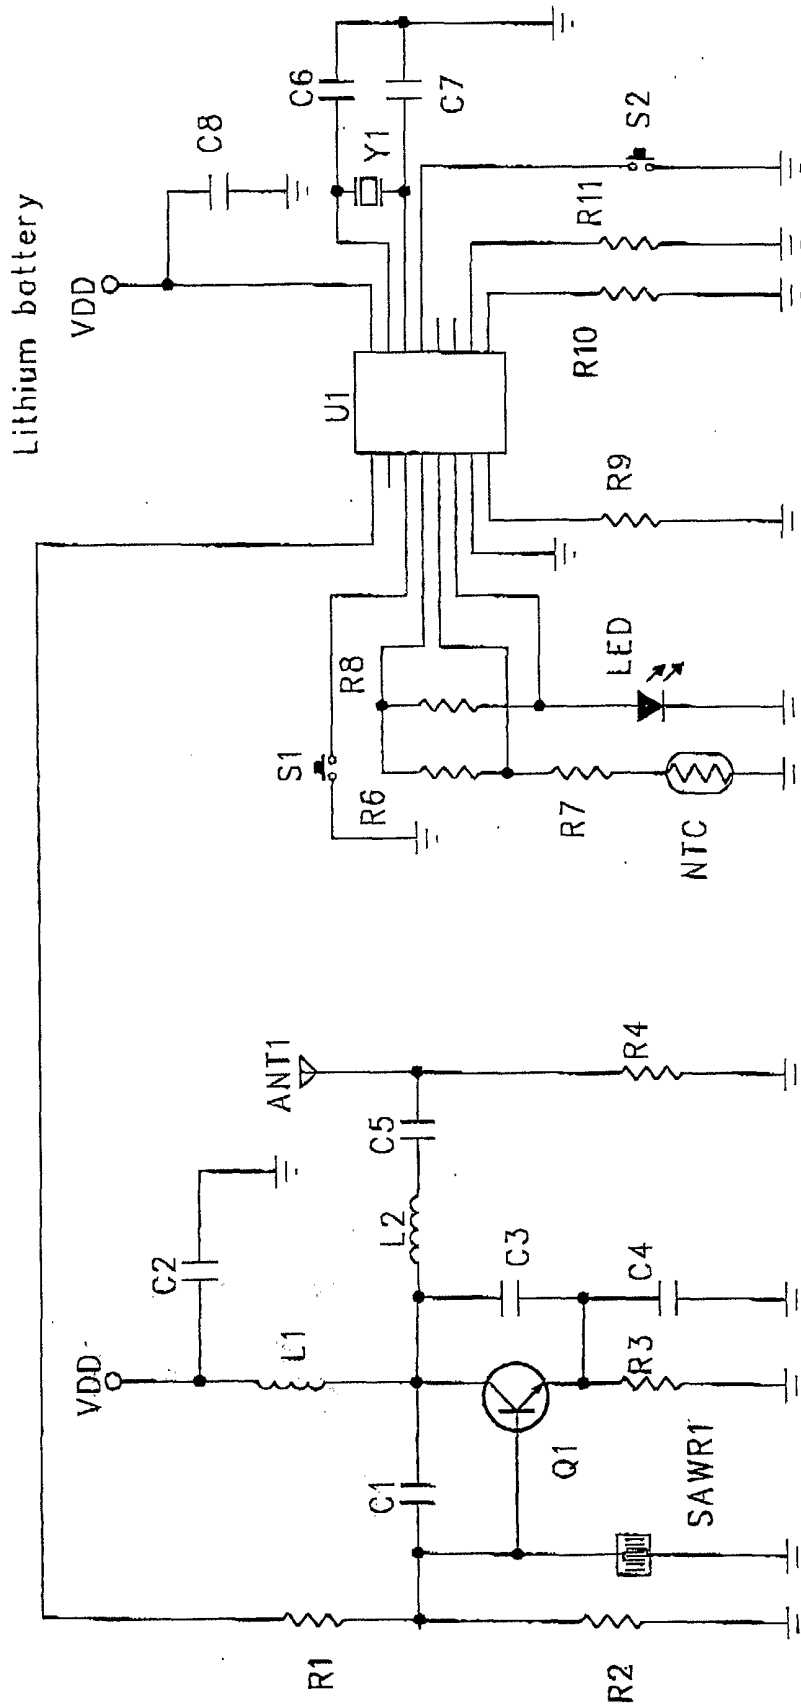 Lithium battery
VDD
C8
C6
C7
Y1
S2
R11
R10
U1
R9
R8
LED
S1
R6
R7
NTC
ANT1
R4
C5
L2
C2
C3
C4
VDD
L1
R3
C1
Q1
SAWR1
R1
R2